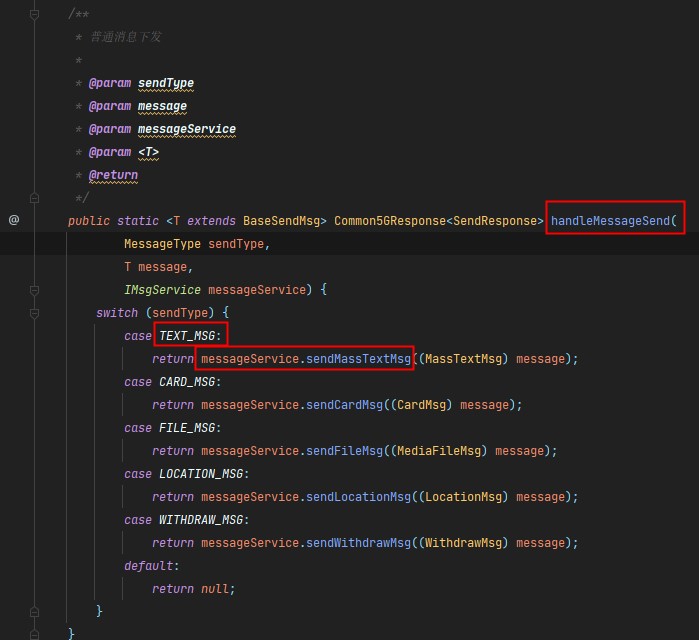 /**
* 普通消息下发
*
* @param sendType
* @param message
* @param messageService
* @param <T>
* @return
*/
@ public static <T extends BaseSendMsg> Common5GResponse<SendResponse> handleMessageSend(
MessageType sendType,
T message,
IMsgService messageService) {
switch (sendType) {
case TEXT_MSG:
return messageService.sendMassTextMsg((MassTextMsg) message);
case CARD_MSG:
return messageService.sendCardMsg((CardMsg) message);
case FILE_MSG:
return messageService.sendFileMsg((MediaFileMsg) message);
case LOCATION_MSG:
return messageService.sendLocationMsg((LocationMsg) message);
case WITHDRAW_MSG:
return messageService.sendWithdrawMsg((WithdrawMsg) message);
default:
return null;
}
}